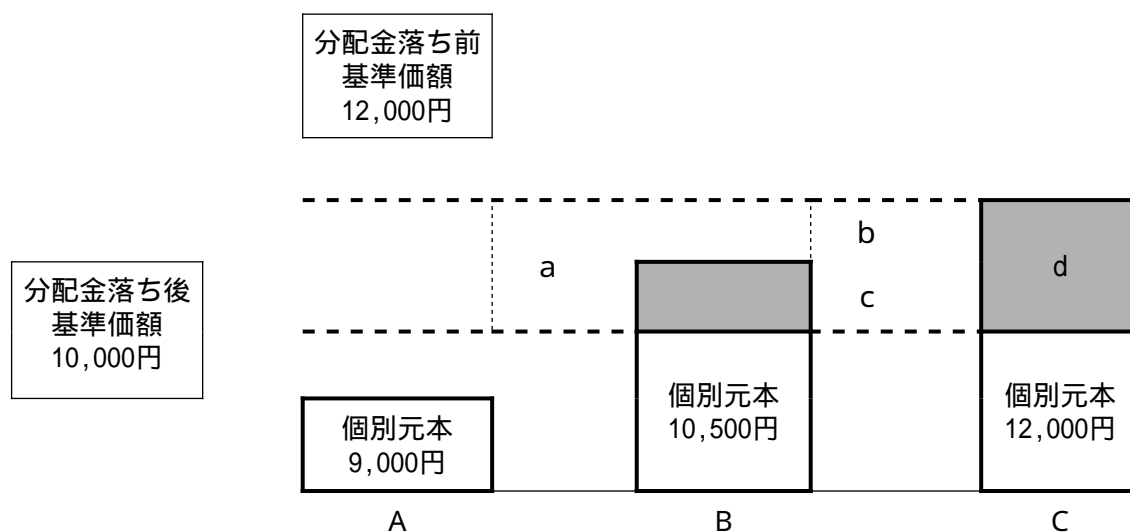 分配金落ち前
基準価額
12,000円
b
a
d
c
分配金落ち後
基準価額
10,000円
個別元本
10,500円
個別元本
12,000円
個別元本
9,000円
A
B
C